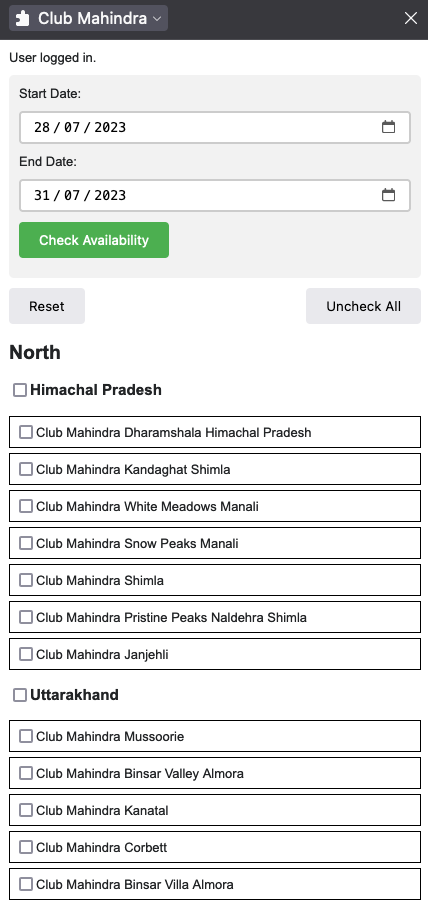 Club Mahindra
User logged in.
Start Date:
28/07/2023
End Date:
31/07/2023
Check Availability
Reset
Uncheck All
North
Himachal Pradesh
Club Mahindra Dharamshala Himachal Pradesh
Club Mahindra Kandaghat Shimla
Club Mahindra White Meadows Manali
Club Mahindra Snow Peaks Manali
Club Mahindra Shimla
Club Mahindra Pristine Peaks Naldehra Shimla
Club Mahindra Janjehli
Uttarakhand
Club Mahindra Mussoorie
Club Mahindra Binsar Valley Almora
Club Mahindra Kanatal
Club Mahindra Corbett
Club Mahindra Binsar Villa Almora